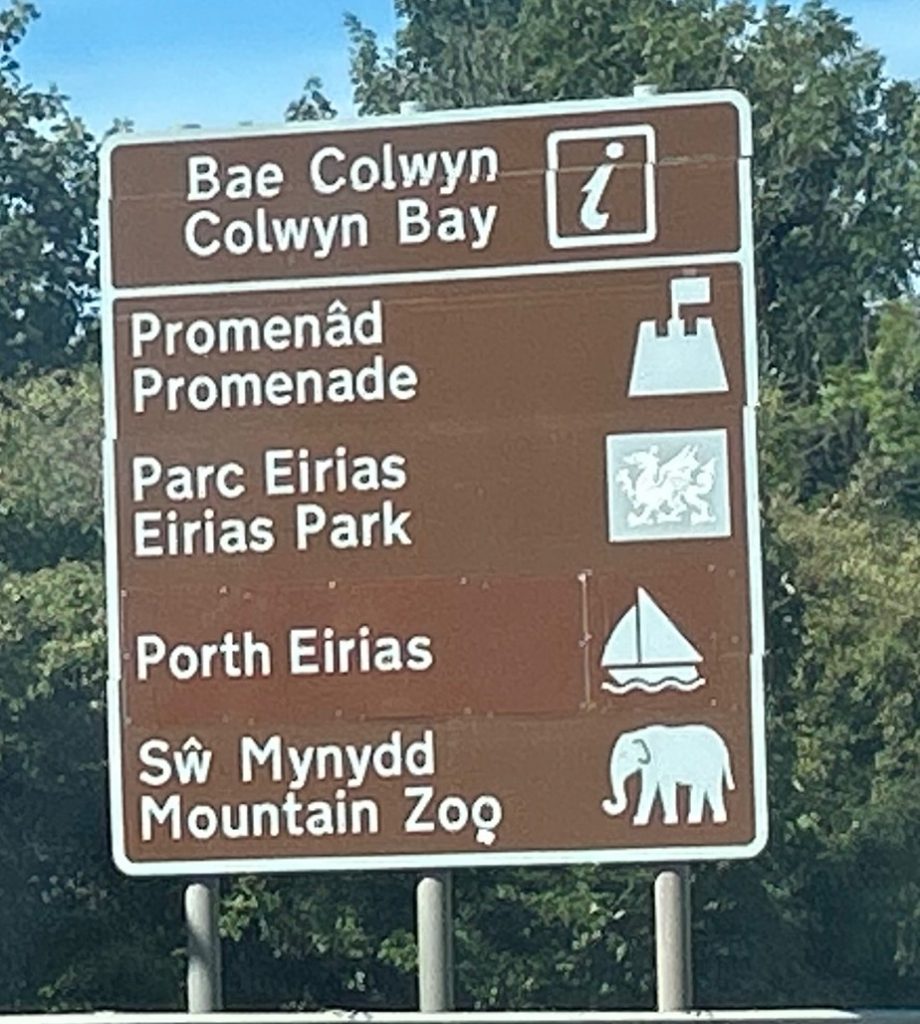 Bae Colwyn
Colwyn Bay
i
Promenâd
Promenade
Parc Eirias
Eirias Park
Porth Eirias
Sŵ Mynydd
Mountain Zoo